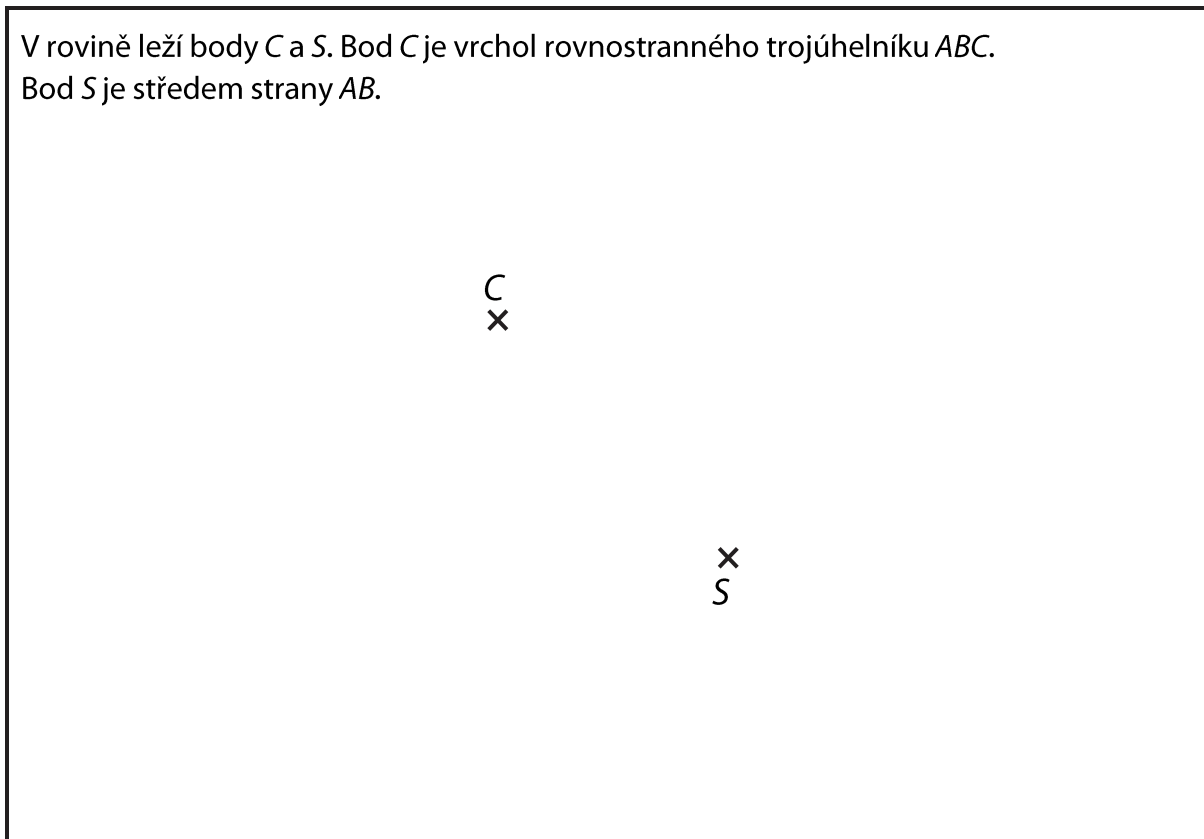 V rovině leží body C a S. Bod C je vrchol rovnostranného trojúhelníku ABC.
Bod S je středem strany AB.
C
S